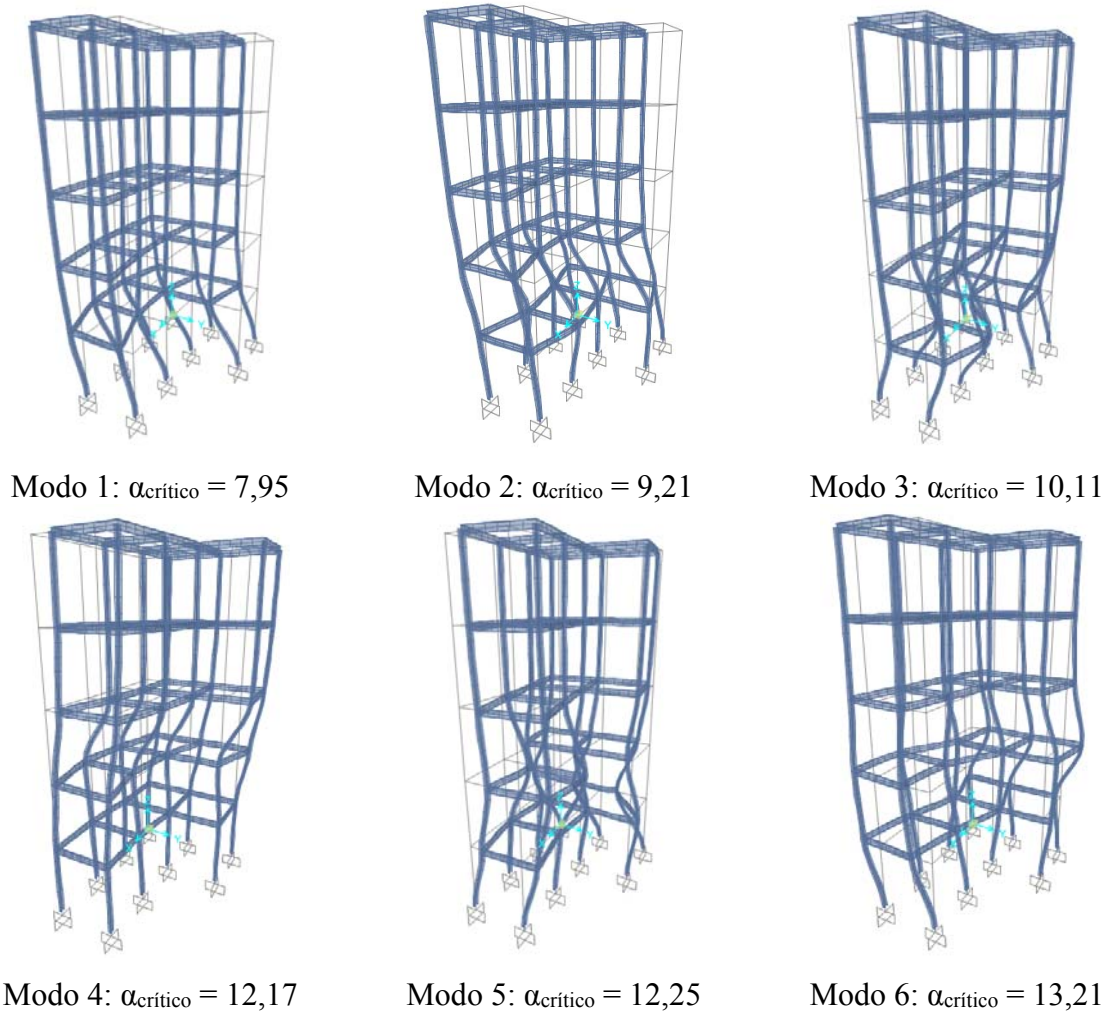 Modo 1: αcrítico = 7,95
Modo 2: αcrítico = 9,21
Modo 3: αcrítico = 10,11
Modo 4: αcrítico = 12,17
Modo 5: αcrítico = 12,25
Modo 6: αcrítico = 13,21